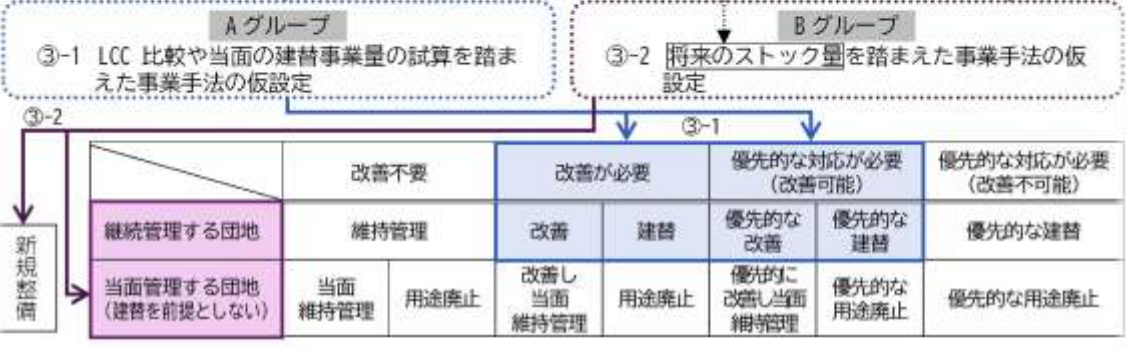 Aグループ
③-1 LCC 比較や当面の建替事業量の試算を踏ま
えた事業手法の仮設定
Bグループ
③-2 将来のストック量を踏まえた事業手法の仮
設定
③-2
③-1
改善不要
改善が必要
優先的な対応が必要
(改善可能)
優先的な対応が必要
(改善不可能)
新規整備
継続管理する団地
維持管理
改善
建替
優先的な
改善
優先的な
建替
優先的な建替
当面管理する団地
(建替を前提としない)
当面
維持管理
用途廃止
改善し
当面
維持管理
用途廃止
優先的に
改善し当面
維持管理
優先的な
用途廃止
優先的な用途廃止